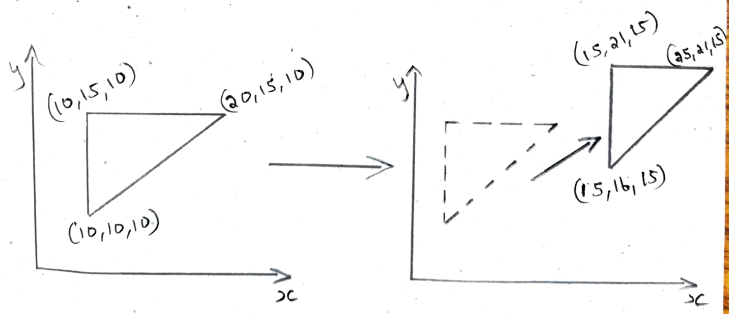 y
(10,15,10)
(20,15,10)
(10,10,10)
x
y
(15,21,15)
(25,21,15)
(15,16,15)
x